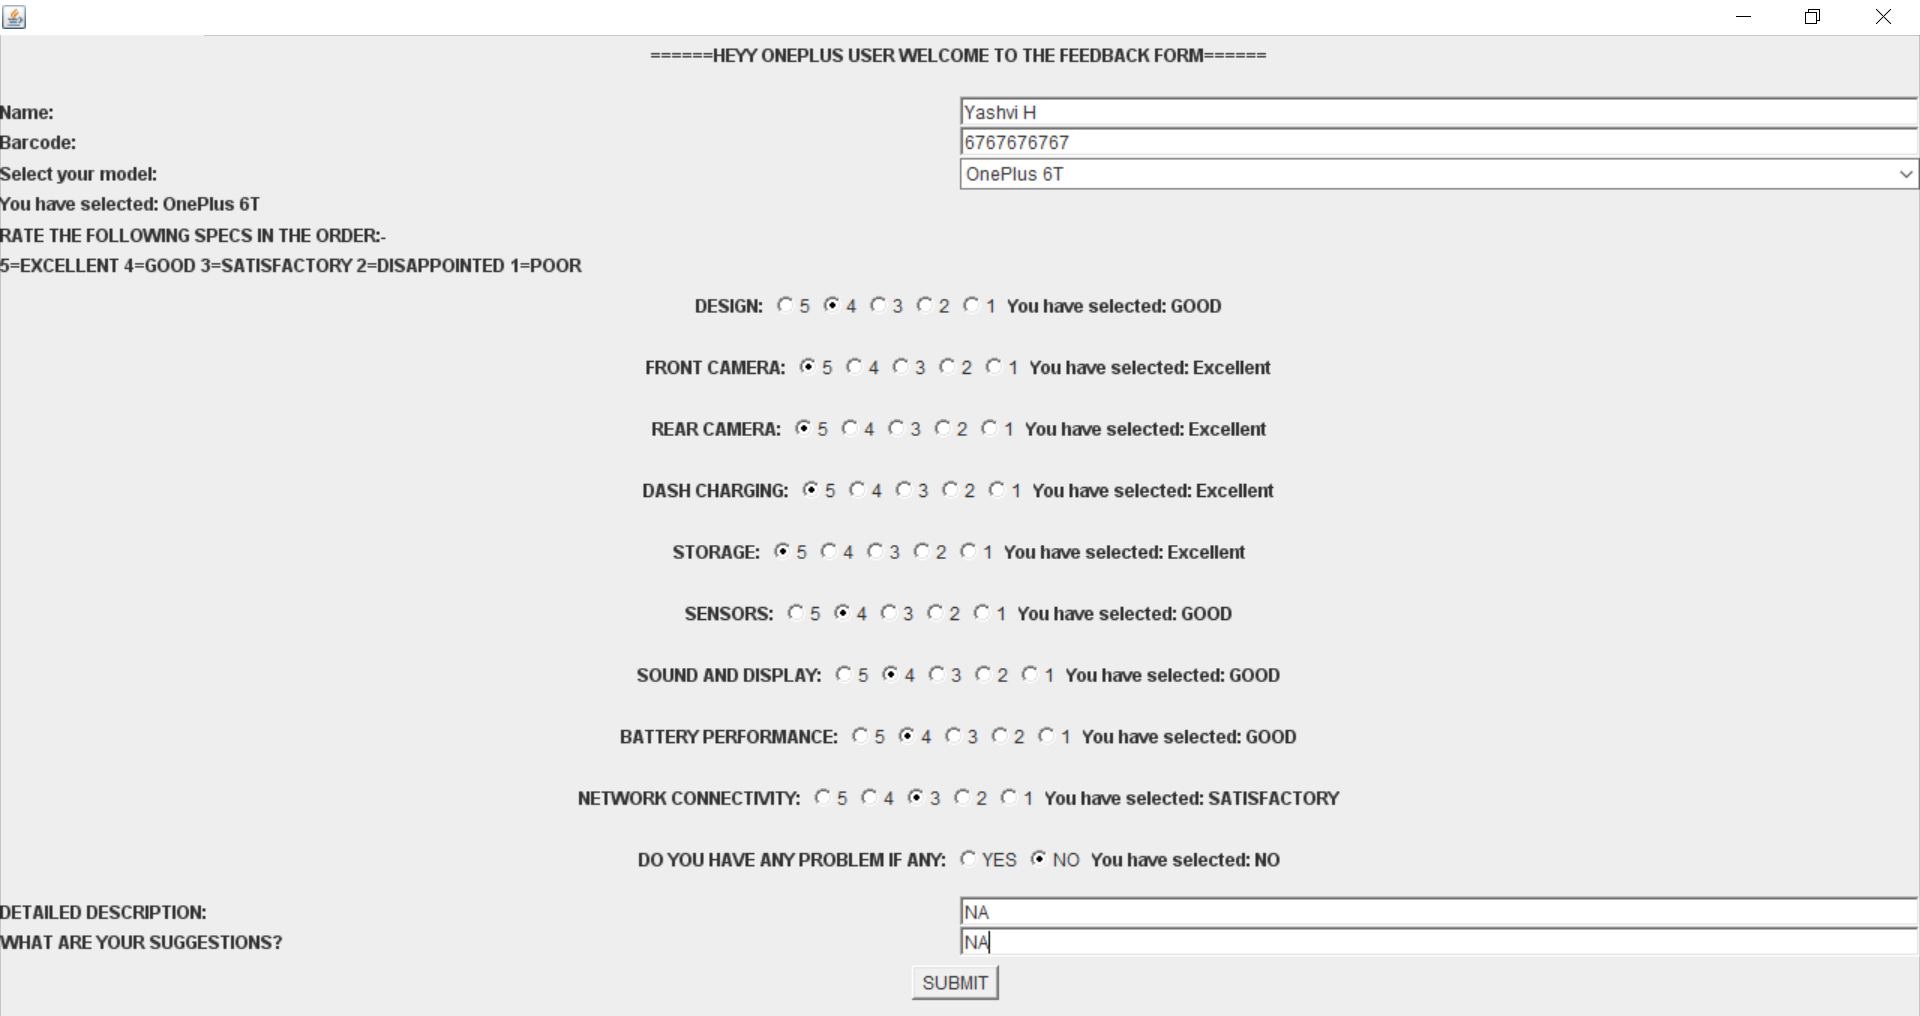 ======HEYY ONEPLUS USER WELCOME TO THE FEEDBACK FORM======
Name: Yashvi H
Barcode: 6767676767
Select your model: OnePlus 6T
You have selected: OnePlus 6T
RATE THE FOLLOWING SPECS IN THE ORDER:-
5=EXCELLENT 4=GOOD 3=SATISFACTORY 2=DISAPPOINTED 1=POOR
DESIGN: 5 4 3 2 1 You have selected: GOOD
FRONT CAMERA: 5 4 3 2 1 You have selected: Excellent
REAR CAMERA: 5 4 3 2 1 You have selected: Excellent
DASH CHARGING: 5 4 3 2 1 You have selected: Excellent
STORAGE: 5 4 3 2 1 You have selected: Excellent
SENSORS: 5 4 3 2 1 You have selected: GOOD
SOUND AND DISPLAY: 5 4 3 2 1 You have selected: GOOD
BATTERY PERFORMANCE: 5 4 3 2 1 You have selected: GOOD
NETWORK CONNECTIVITY: 5 4 3 2 1 You have selected: SATISFACTORY
DO YOU HAVE ANY PROBLEM IF ANY: YES NO You have selected: NO
DETAILED DESCRIPTION: NA
WHAT ARE YOUR SUGGESTIONS? NA
SUBMIT